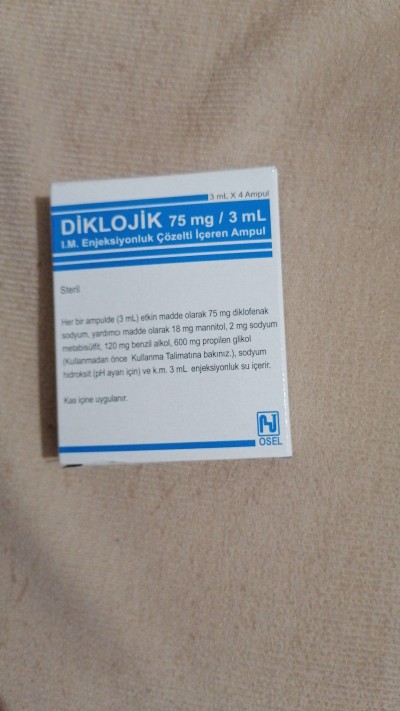 3 mL X 4 Ampul
DİKLOJİK 75 mg / 3 mL
I.M. Enjeksiyonluk Çözelti İçeren Ampul
Steril
Her bir ampulde (3 mL) etkin madde olarak 75 mg diklofenak
sodyum, yardımcı madde olarak 18 mg mannitol, 2 mg sodyum
metabisülfit, 120 mg benzil alkol, 600 mg propilen glikol
(Kullanmadan önce Kullanma Talimatına bakınız.), sodyum
hidroksit (pH ayarı için) ve k.m. 3 mL enjeksiyonluk su içerir.
Kas içine uygulanır.
OSEL